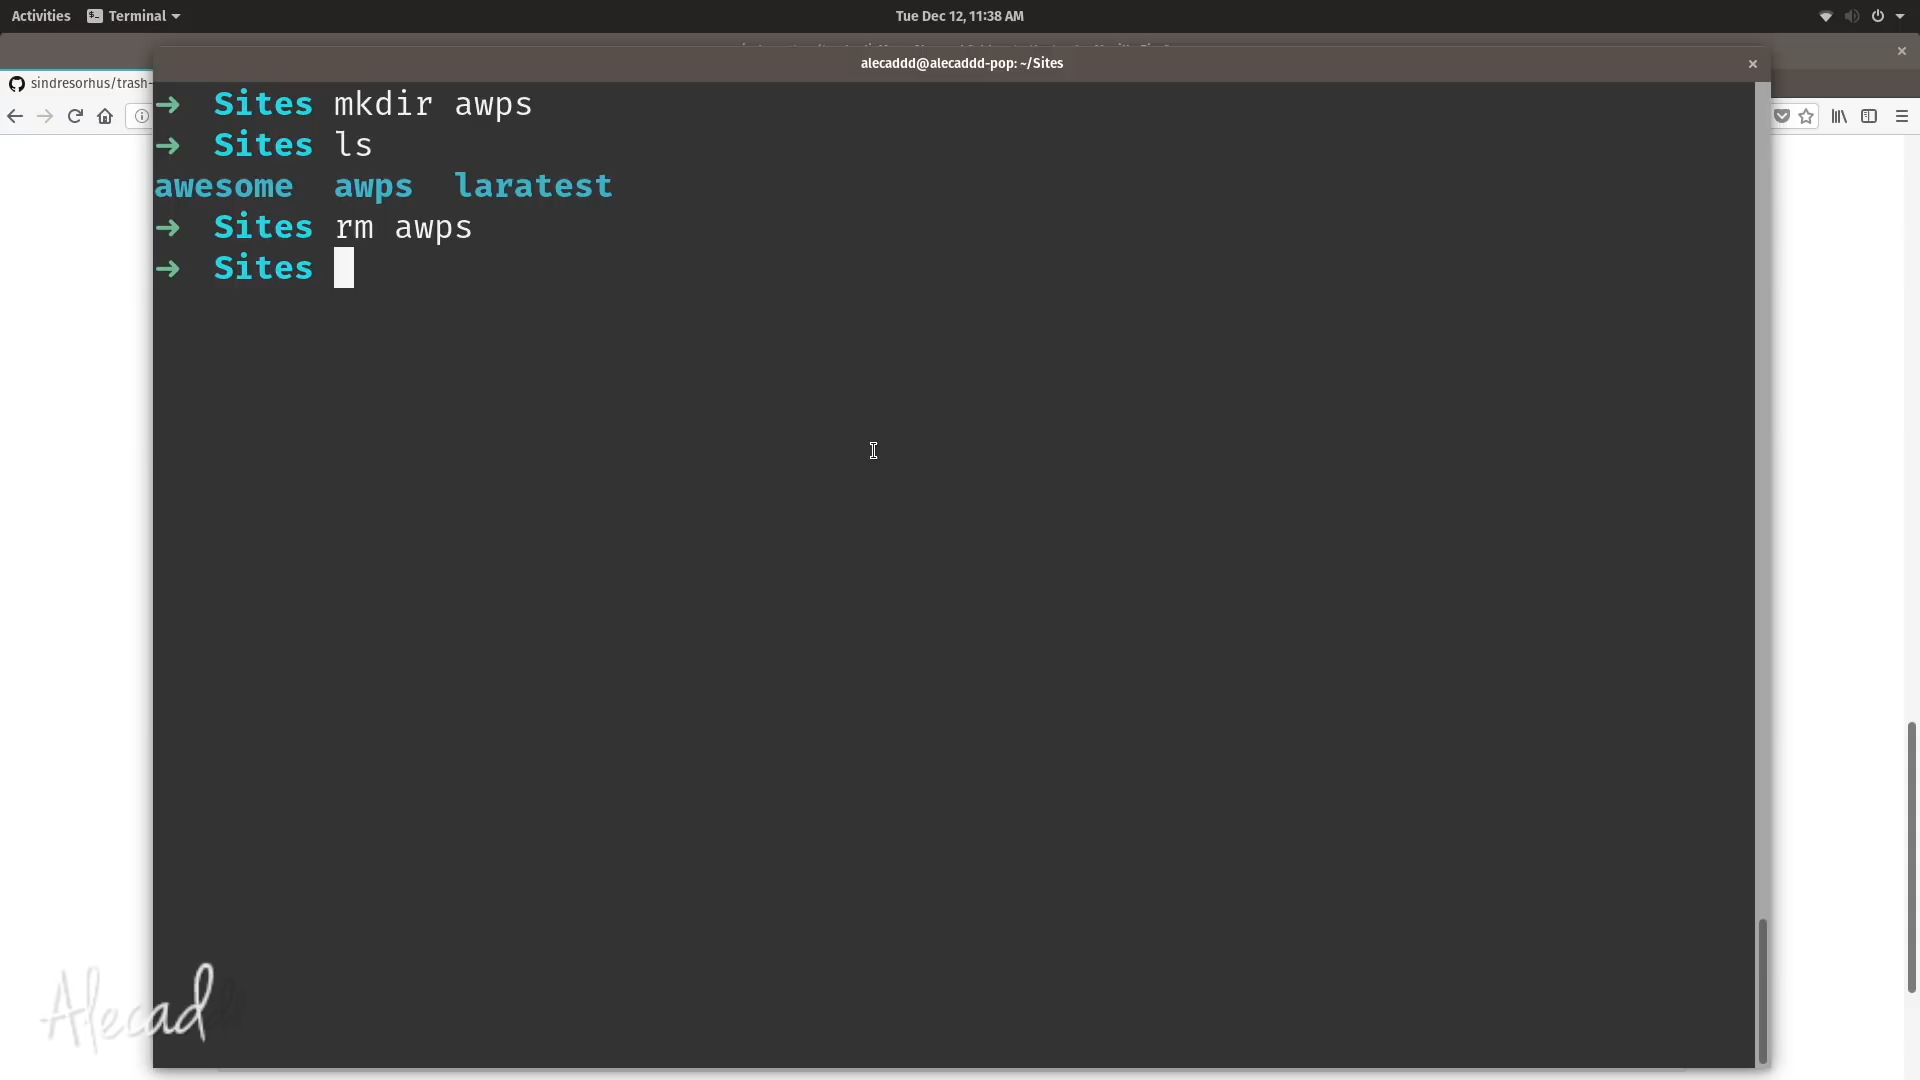 Activities Terminal Tue Dec 12, 11:38 AM
alecaddd@alecaddd-pop: ~/Sites
sindresorhus/trash-
➜ Sites mkdir awps
➜ Sites ls
awesome awps laratest
➜ Sites rm awps
➜ Sites
Alecad